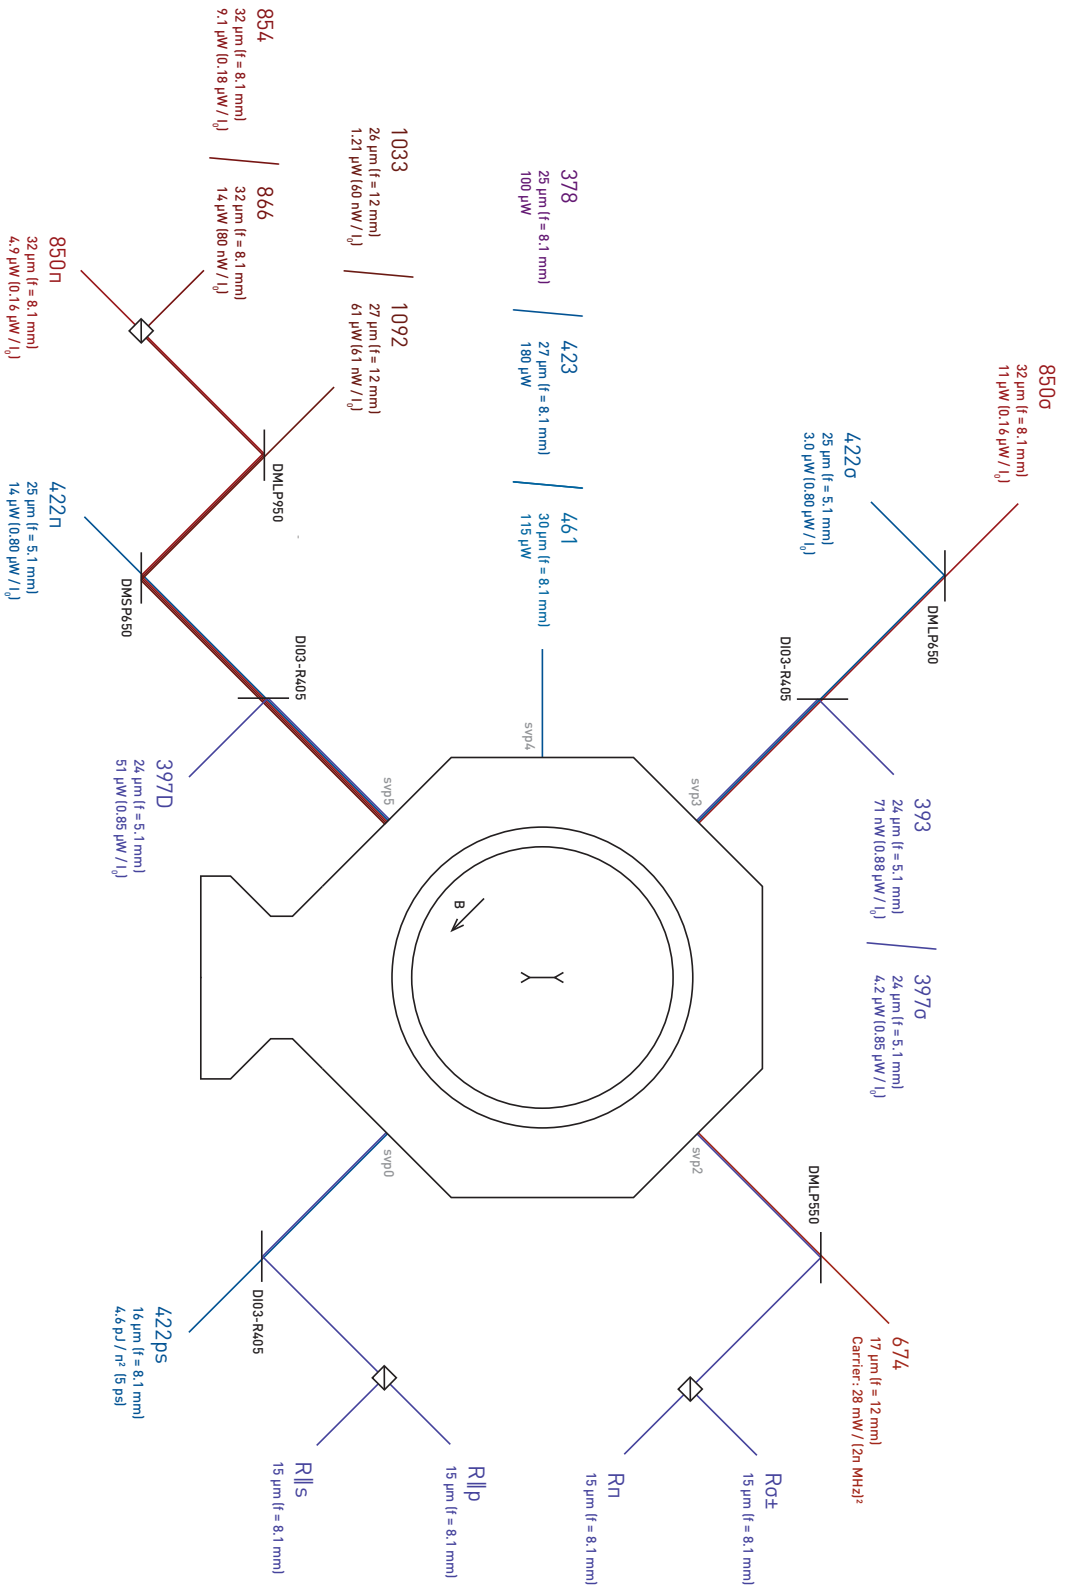 850σ
32 µm (f = 8.1 mm)
11 µW (0.16 µW / I₀)
422σ
25 µm (f = 5.1 mm)
3.0 µW (0.80 µW / I₀)
DMLP650
DI03-R405
393
24 µm (f = 5.1 mm)
71 nW (0.88 µW / I₀)
397σ
24 µm (f = 5.1 mm)
4.2 µW (0.85 µW / I₀)
svp3
svp2
DMLP550
674
17 µm (f = 12 mm)
Carrier: 28 mW / (2π MHz)²
Rσ±
15 µm (f = 8.1 mm)
Rπ
15 µm (f = 8.1 mm)
378
25 µm (f = 8.1 mm)
100 µW
423
27 µm (f = 8.1 mm)
180 µW
461
30 µm (f = 8.1 mm)
115 µW
svp4
B
1033
26 µm (f = 12 mm)
1.21 µW (60 nW / I₀)
1092
27 µm (f = 12 mm)
61 µW (61 nW / I₀)
854
32 µm (f = 8.1 mm)
9.1 µW (0.18 µW / I₀)
866
32 µm (f = 8.1 mm)
14 µW (80 nW / I₀)
850π
32 µm (f = 8.1 mm)
4.9 µW (0.16 µW / I₀)
DMLP950
422π
25 µm (f = 5.1 mm)
14 µW (0.80 µW / I₀)
DMSP650
DI03-R405
397D
24 µm (f = 5.1 mm)
51 µW (0.85 µW / I₀)
svp5
svp0
DI03-R405
422ps
16 µm (f = 8.1 mm)
4.6 pJ / π² (5 ps)
R∥p
15 µm (f = 8.1 mm)
R∥s
15 µm (f = 8.1 mm)